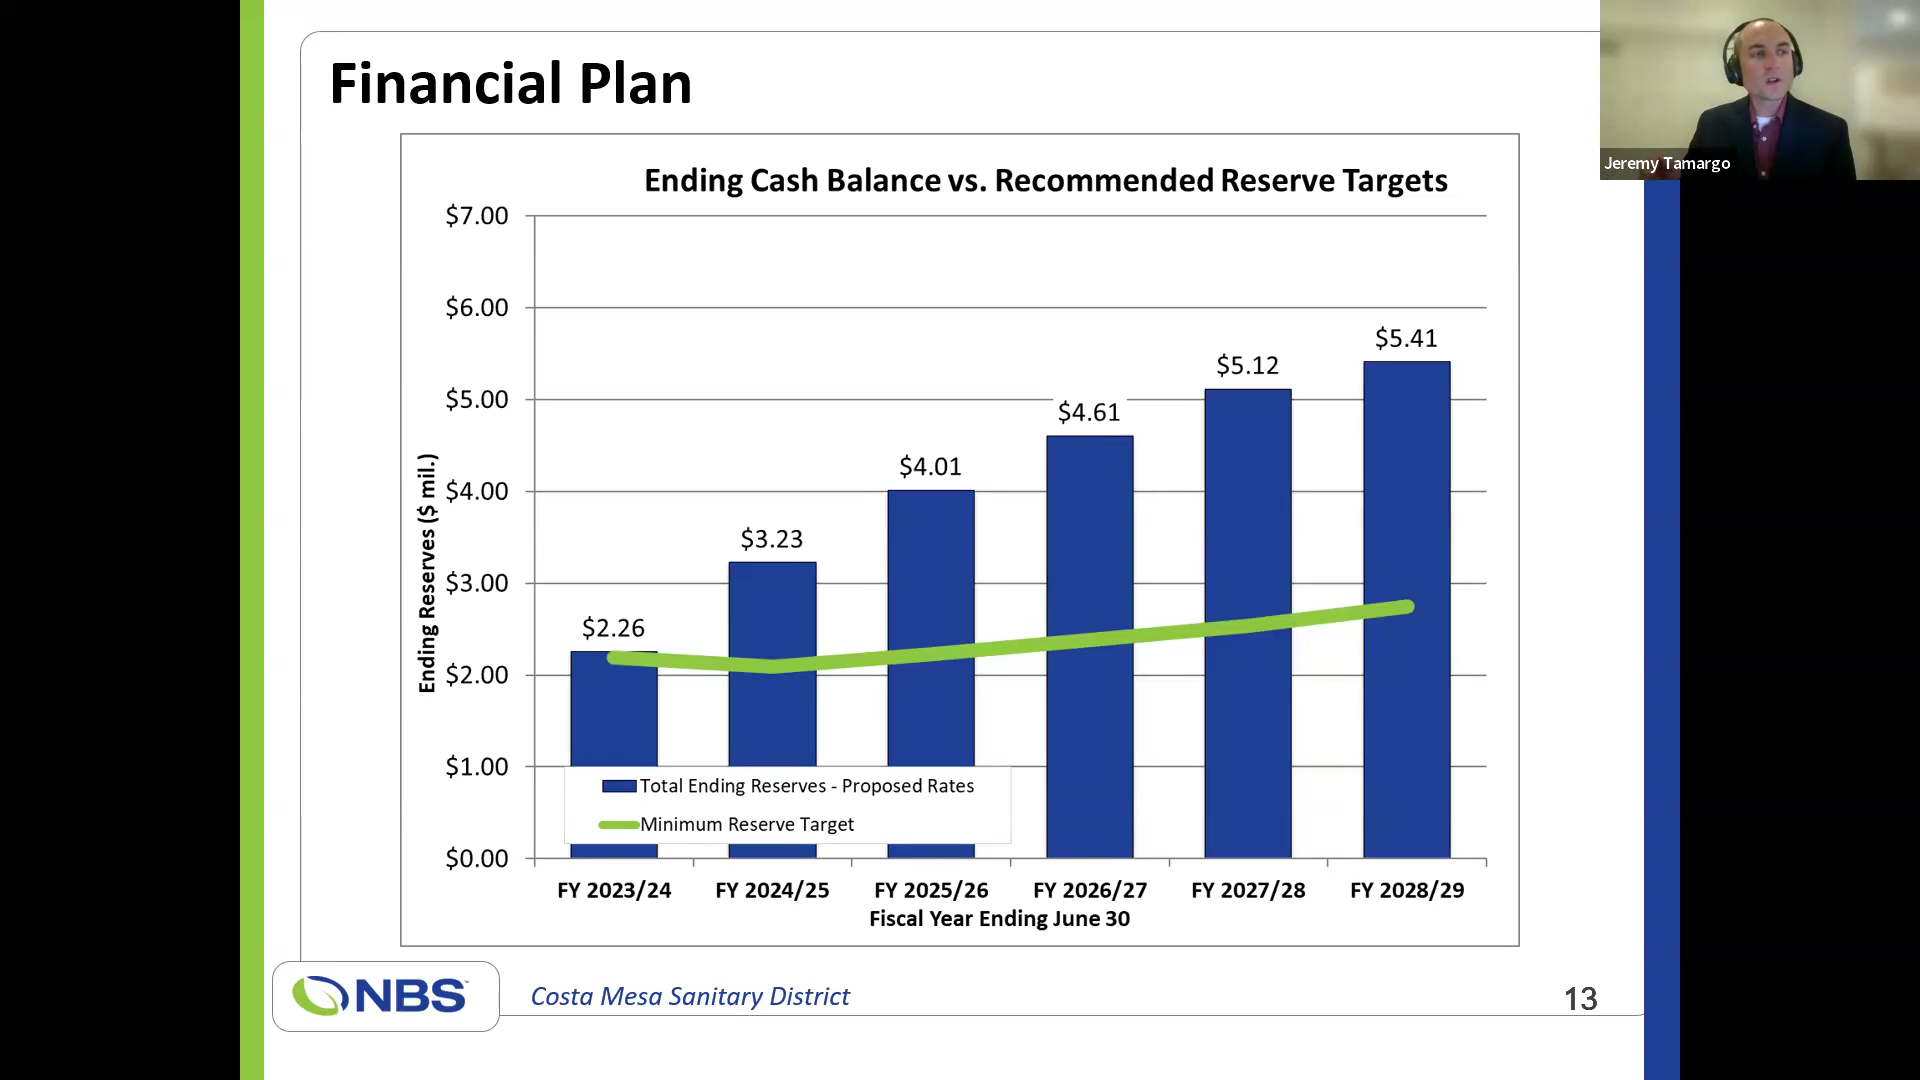 Financial Plan
Jeremy Tamargo
Ending Cash Balance vs. Recommended Reserve Targets
$7.00
$6.00
$5.00
$4.00
$3.00
$2.00
$1.00
$0.00
Ending Reserves ($ mil.)
$2.26
$3.23
$4.01
$4.61
$5.12
$5.41
Total Ending Reserves - Proposed Rates
Minimum Reserve Target
FY 2023/24 FY 2024/25 FY 2025/26 FY 2026/27 FY 2027/28 FY 2028/29
Fiscal Year Ending June 30
NBS™
Costa Mesa Sanitary District
13